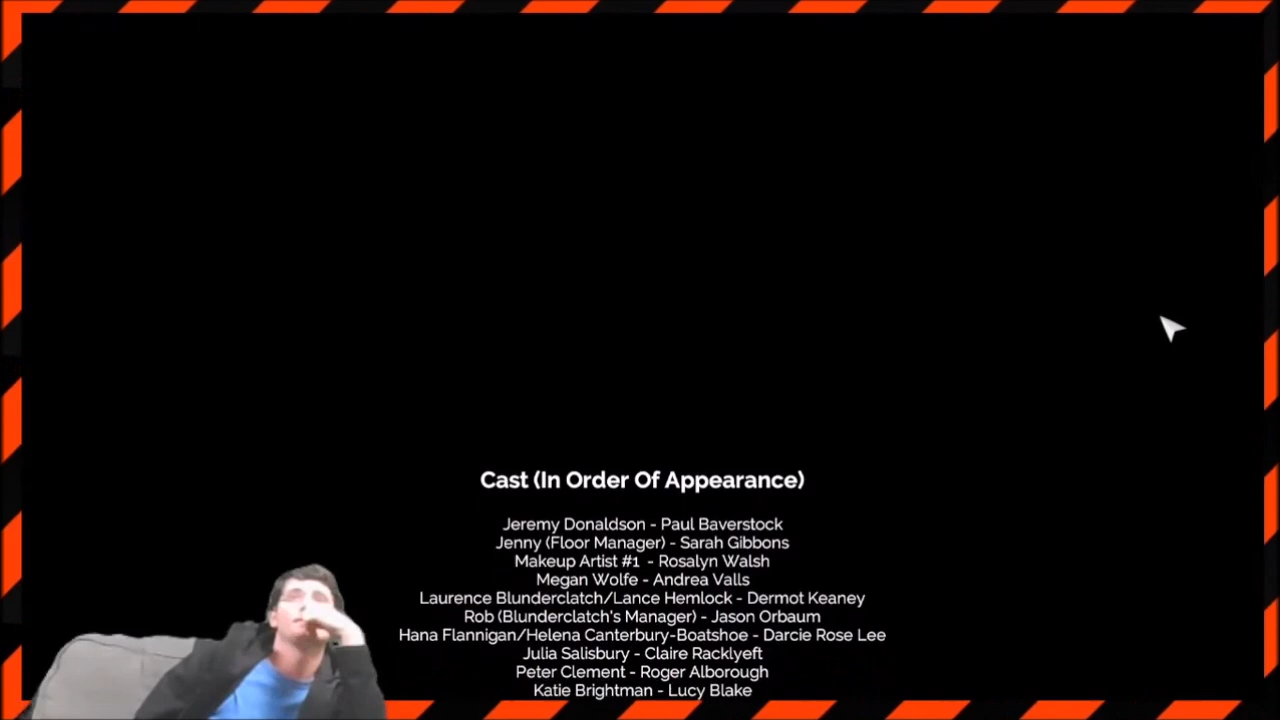 Cast (In Order Of Appearance)
Jeremy Donaldson - Paul Baverstock
Jenny (Floor Manager) - Sarah Gibbons
Makeup Artist #1 - Rosalyn Walsh
Megan Wolfe - Andrea Valls
Laurence Blunderclatch/Lance Hemlock - Dermot Keaney
Rob (Blunderclatch's Manager) - Jason Orbaum
Hana Flannigan/Helena Canterbury-Boatshoe - Darcie Rose Lee
Julia Salisbury - Claire Racklyeft
Peter Clement - Roger Alborough
Katie Brightman - Lucy Blake